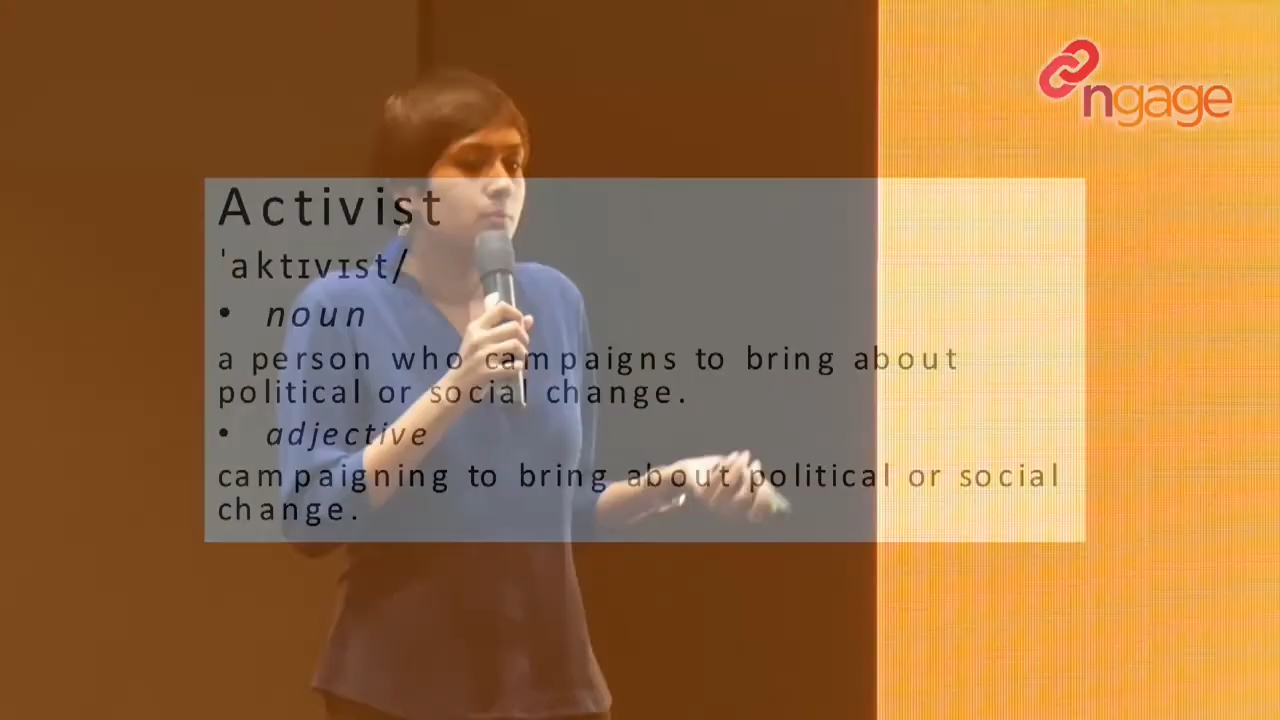 ngage
Activist
ˈaktɪvɪst/
• noun
a person who campaigns to bring about
political or social change.
• adjective
campaigning to bring about political or social
change.